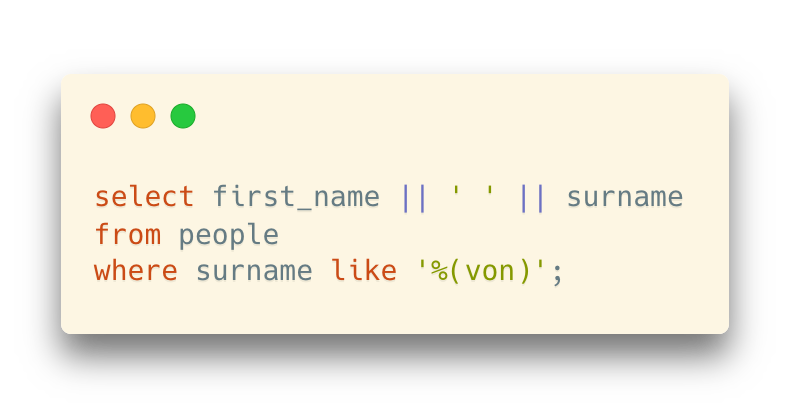 select first_name || ' ' || surname
from people
where surname like '%(von)';